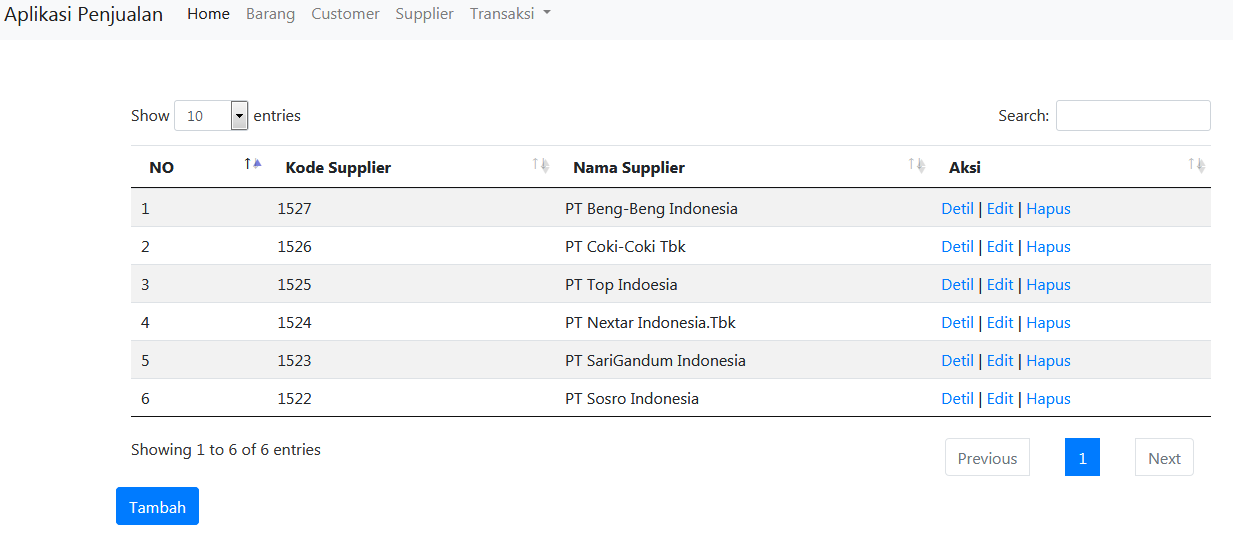 Aplikasi Penjualan Home Barang Customer Supplier Transaksi
Show 10 entries Search:
NO Kode Supplier Nama Supplier Aksi
1 1527 PT Beng-Beng Indonesia Detil | Edit | Hapus
2 1526 PT Coki-Coki Tbk Detil | Edit | Hapus
3 1525 PT Top Indoesia Detil | Edit | Hapus
4 1524 PT Nextar Indonesia.Tbk Detil | Edit | Hapus
5 1523 PT SariGandum Indonesia Detil | Edit | Hapus
6 1522 PT Sosro Indonesia Detil | Edit | Hapus
Showing 1 to 6 of 6 entries Previous 1 Next
Tambah